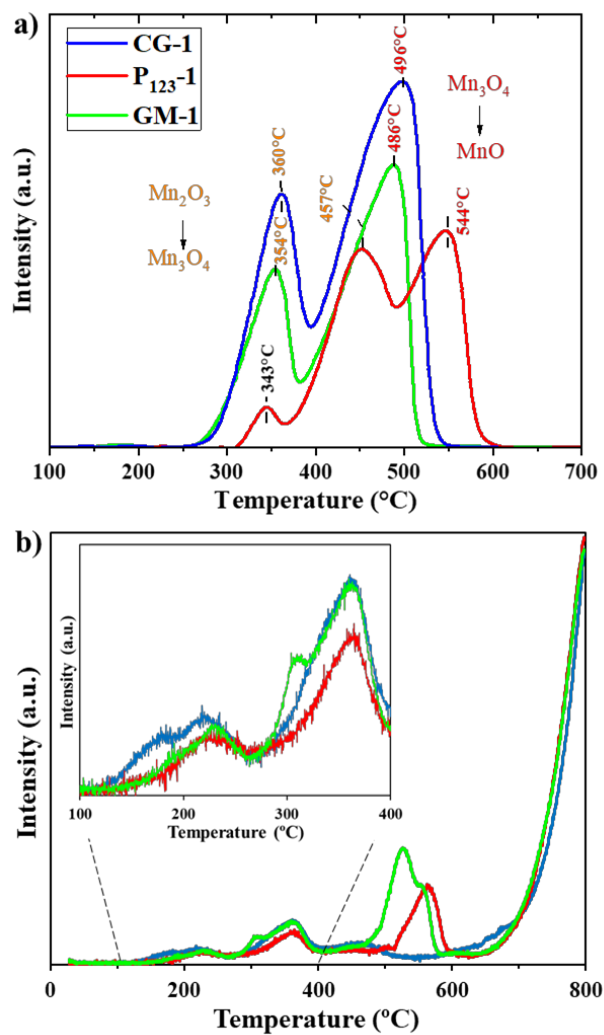 a)
CG-1
P₁₂₃-1
GM-1
496°C
486°C
Mn₃O₄
MnO
360°C
457°C
544°C
Mn₂O₃
Mn₃O₄
354°C
343°C
Intensity (a.u.)
100 200 300 400 500 600 700
Temperature (°C)
b)
Intensity (a.u.)
100 200 300 400
Temperature (ºC)
Intensity (a.u.)
0 200 400 600 800
Temperature (ºC)